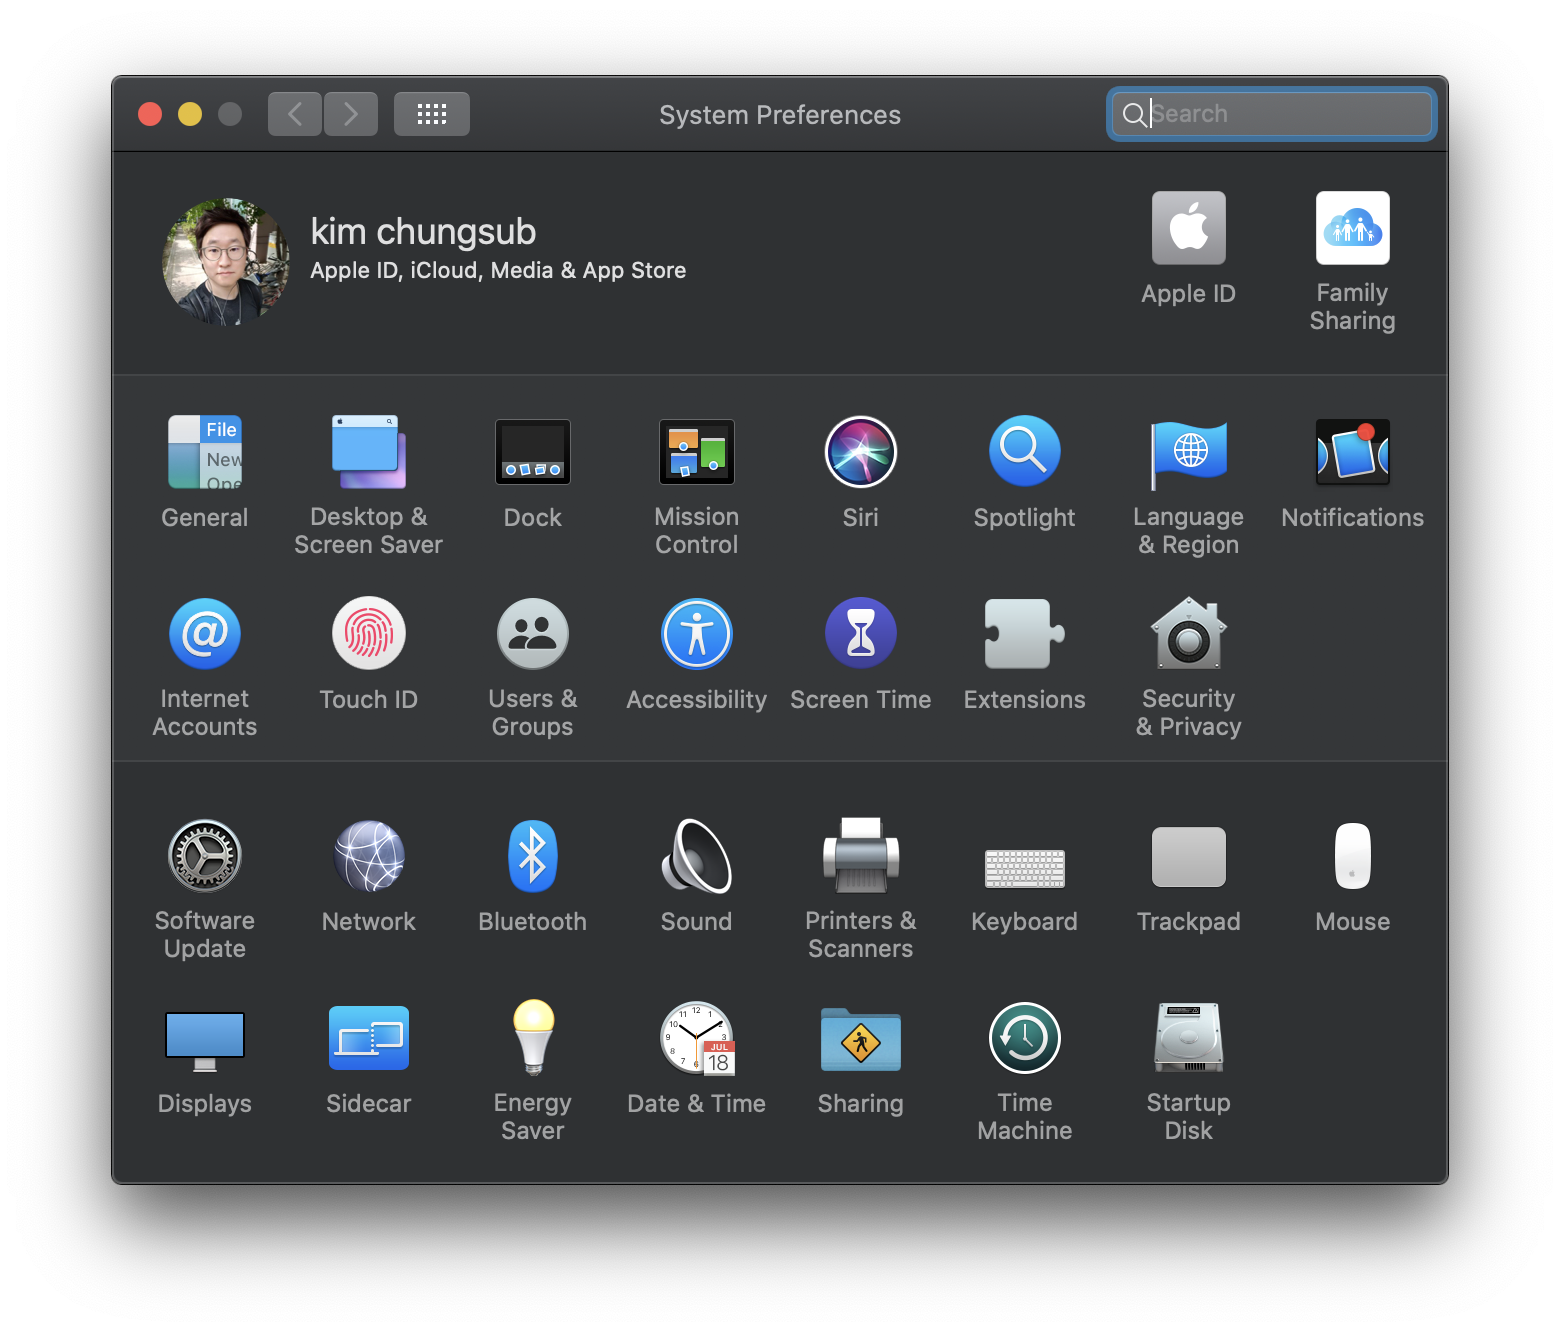 System Preferences
Search
kim chungsub
Apple ID, iCloud, Media & App Store
Apple ID
Family
Sharing
File
New
Ope
General
Desktop &
Screen Saver
Dock
Mission
Control
Siri
Spotlight
Language
& Region
Notifications
Internet
Accounts
Touch ID
Users &
Groups
Accessibility
Screen Time
Extensions
Security
& Privacy
Software
Update
Network
Bluetooth
Sound
Printers &
Scanners
Keyboard
Trackpad
Mouse
Displays
Sidecar
Energy
Saver
JUL
18
Date & Time
Sharing
Time
Machine
Startup
Disk